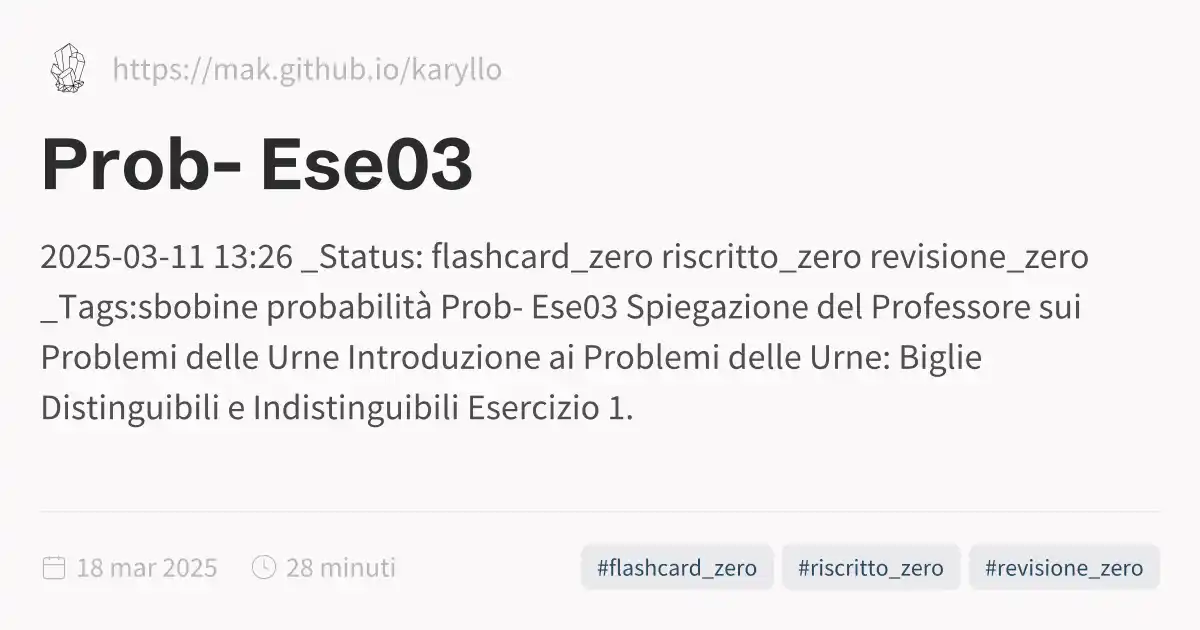 https://mak.github.io/karyllo
Prob- Ese03
2025-03-11 13:26 _Status: flashcard_zero riscritto_zero revisione_zero
_Tags:sbobine probabilità Prob- Ese03 Spiegazione del Professore sui
Problemi delle Urne Introduzione ai Problemi delle Urne: Biglie
Distinguibili e Indistinguibili Esercizio 1.
18 mar 2025 28 minuti #flashcard_zero #riscritto_zero #revisione_zero